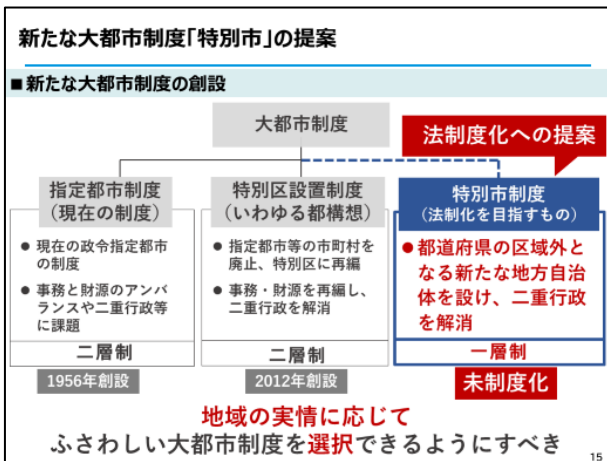 新たな大都市制度「特別市」の提案
■新たな大都市制度の創設
大都市制度
法制度化への提案
指定都市制度
(現在の制度)
● 現在の政令指定都市
の制度
● 事務と財源のアンバ
ランスや二重行政等
に課題
二層制
1956年創設
特別区設置制度
(いわゆる都構想)
● 指定都市等の市町村を
廃止、特別区に再編
● 事務・財源を再編し、
二重行政を解消
二層制
2012年創設
特別市制度
(法制化を目指すもの)
● 都道府県の区域外と
なる新たな地方自治
体を設け、二重行政
を解消
一層制
未制度化
地域の実情に応じて
ふさわしい大都市制度を選択できるようにすべき
15